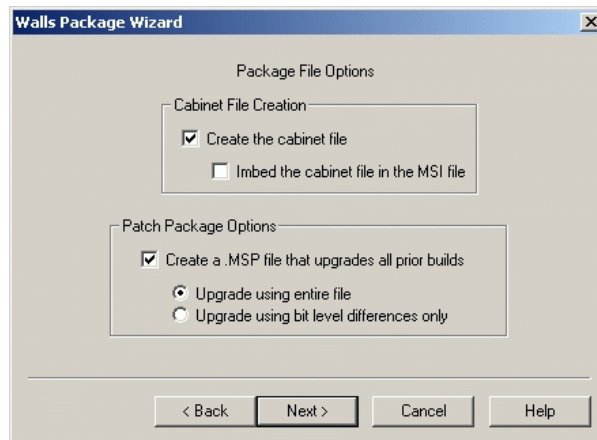 Walls Package Wizard
Package File Options
Cabinet File Creation
Create the cabinet file
Imbed the cabinet file in the MSI file
Patch Package Options
Create a .MSP file that upgrades all prior builds
Upgrade using entire file
Upgrade using bit level differences only
< Back
Next >
Cancel
Help